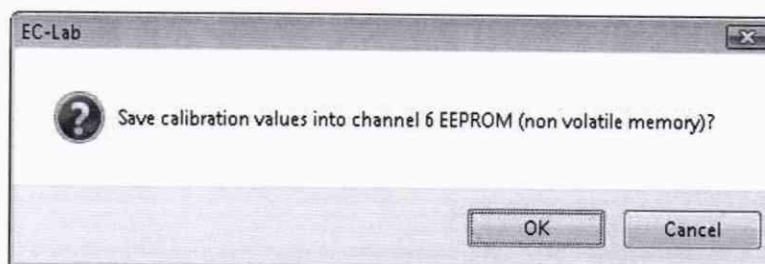 EC-Lab
Save calibration values into channel 6 EEPROM (non volatile memory)?
OK
Cancel